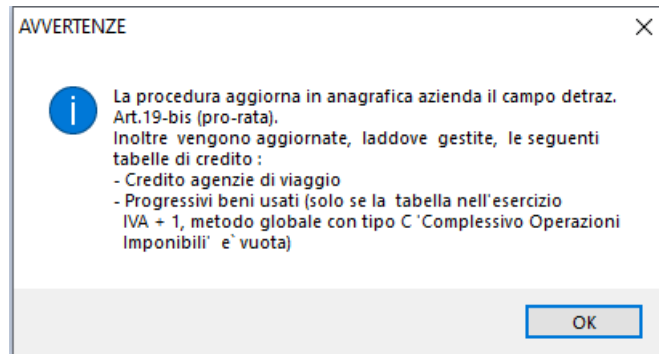 AVVERTENZE
La procedura aggiorna in anagrafica azienda il campo detraz.
Art.19-bis (pro-rata).
Inoltre vengono aggiornate, laddove gestite, le seguenti
tabelle di credito :
- Credito agenzie di viaggio
- Progressivi beni usati (solo se la tabella nell'esercizio
IVA + 1, metodo globale con tipo C 'Complessivo Operazioni
Imponibili' e` vuota)
OK